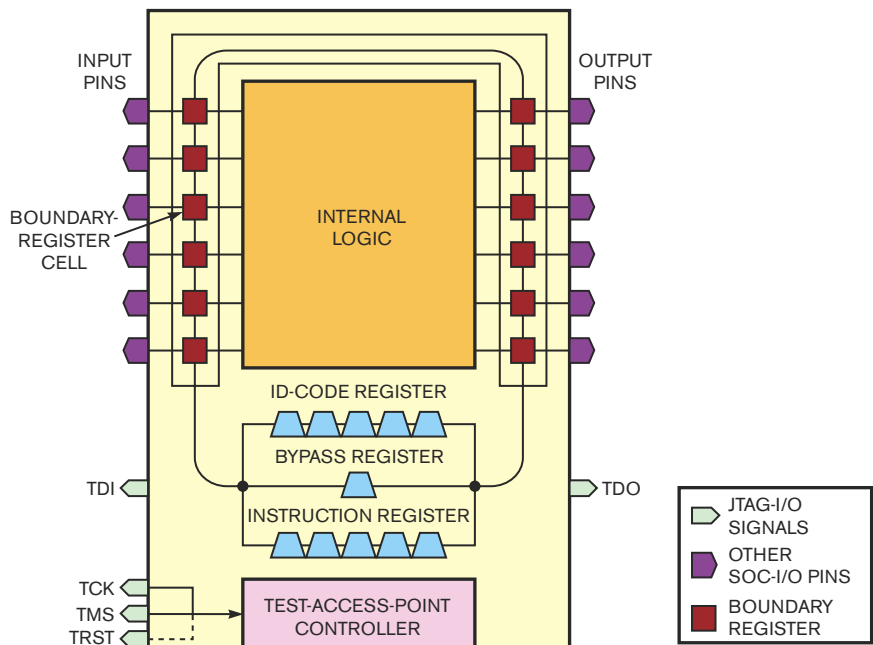 INPUT
PINS
OUTPUT
PINS
BOUNDARY-
REGISTER
CELL
INTERNAL
LOGIC
ID-CODE REGISTER
BYPASS REGISTER
TDI
TDO
INSTRUCTION REGISTER
TCK
TMS
TRST
TEST-ACCESS-POINT
CONTROLLER
JTAG-I/O
SIGNALS
OTHER
SOC-I/O PINS
BOUNDARY
REGISTER